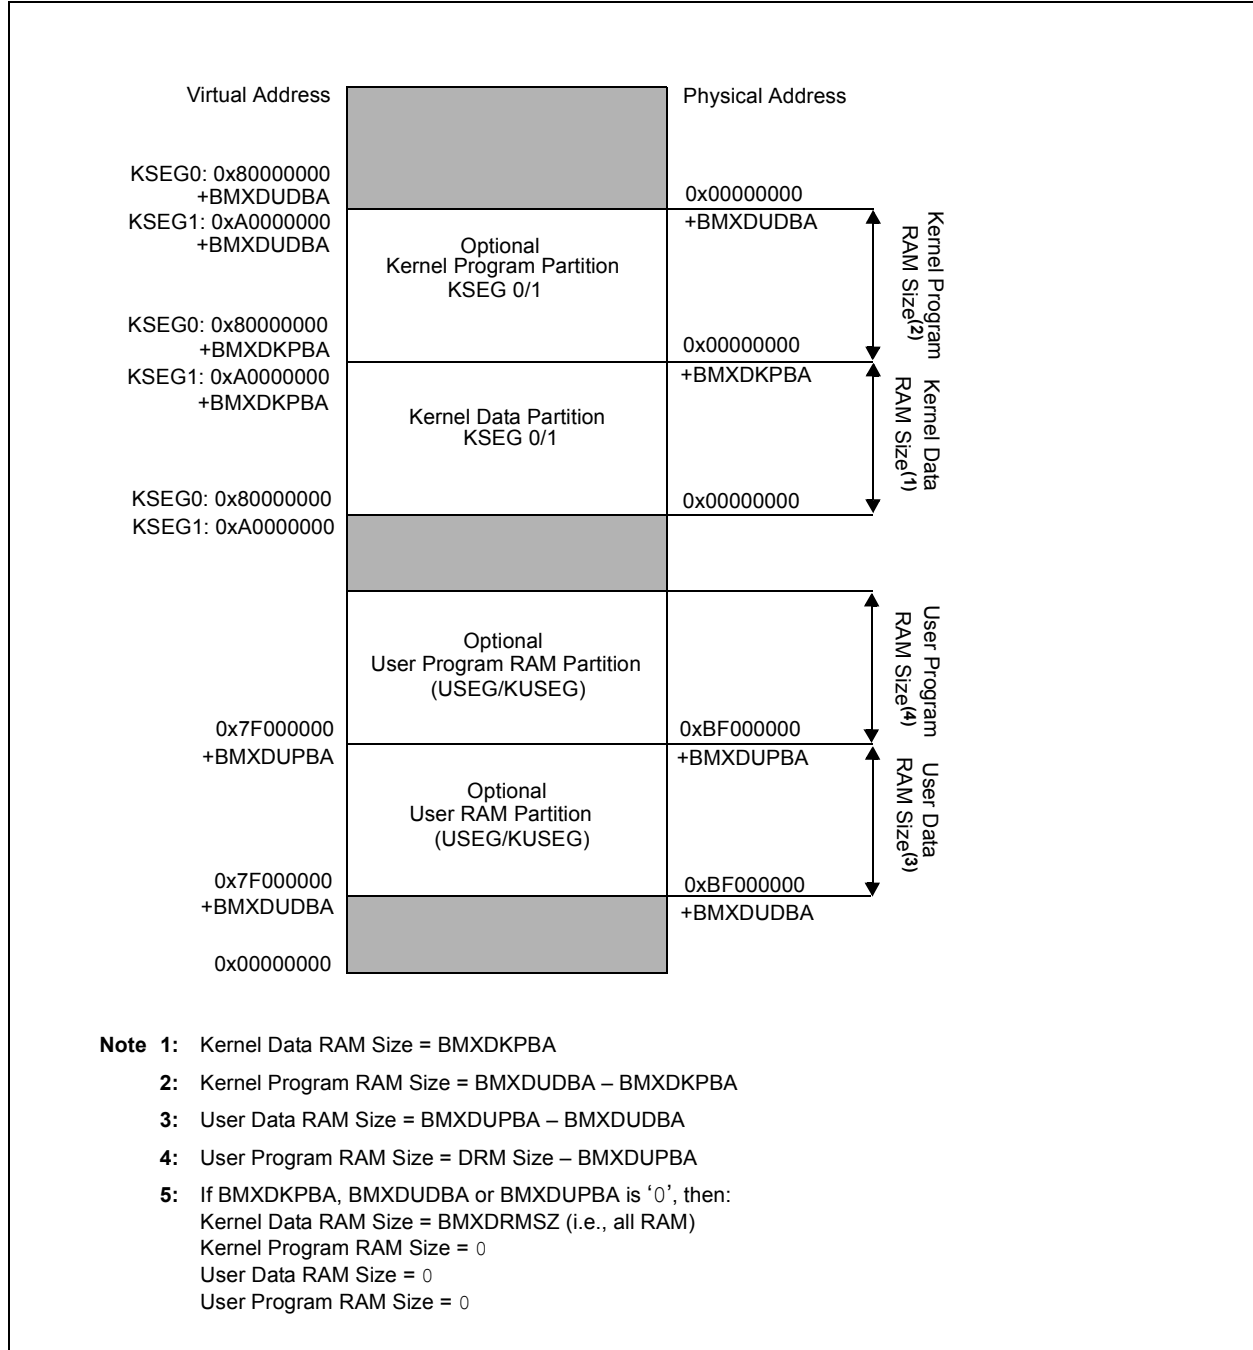 Virtual Address
Physical Address
KSEG0: 0x80000000
+BMXDUDBA
KSEG1: 0xA0000000
+BMXDUDBA
0x00000000
+BMXDUDBA
Optional
Kernel Program Partition
KSEG 0/1
Kernel Program
RAM Size(2)
KSEG0: 0x80000000
+BMXDKPBA
KSEG1: 0xA0000000
+BMXDKPBA
0x00000000
+BMXDKPBA
Kernel Data Partition
KSEG 0/1
Kernel Data
RAM Size(1)
KSEG0: 0x80000000
KSEG1: 0xA0000000
0x00000000
Optional
User Program RAM Partition
(USEG/KUSEG)
User Program
RAM Size(4)
0x7F000000
+BMXDUPBA
0xBF000000
+BMXDUPBA
Optional
User RAM Partition
(USEG/KUSEG)
User Data
RAM Size(3)
0x7F000000
+BMXDUDBA
0xBF000000
+BMXDUDBA
0x00000000
Note 1: Kernel Data RAM Size = BMXDKPBA
2: Kernel Program RAM Size = BMXDUDBA – BMXDKPBA
3: User Data RAM Size = BMXDUPBA – BMXDUDBA
4: User Program RAM Size = DRM Size – BMXDUPBA
5: If BMXDKPBA, BMXDUDBA or BMXDUPBA is ‘0’, then:
Kernel Data RAM Size = BMXDRMSZ (i.e., all RAM)
Kernel Program RAM Size = 0
User Data RAM Size = 0
User Program RAM Size = 0